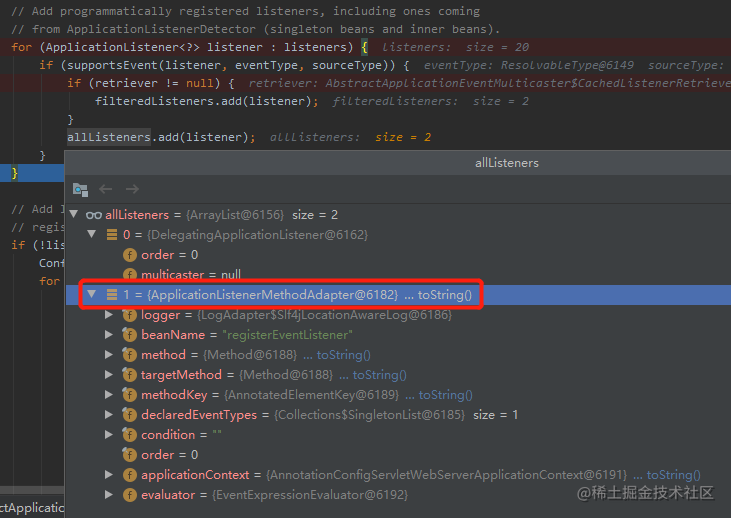 // Add programmatically registered listeners, including ones coming
// from ApplicationListenerDetector (singleton beans and inner beans).
for (ApplicationListener<?> listener : listeners) { listeners: size = 20
if (supportsEvent(listener, eventType, sourceType)) { eventType: ResolvableType@6149 sourceType:
if (retriever != null) { retriever: AbstractApplicationEventMulticaster$CachedListenerRetrieve
filteredListeners.add(listener); filteredListeners: size = 2
}
allListeners.add(listener); allListeners: size = 2
}
}
allListeners
// Add l
// regis
if (!lis
Conf
for
allListeners = {ArrayList@6156} size = 2
0 = {DelegatingApplicationListener@6162}
order = 0
multicaster = null
1 = {ApplicationListenerMethodAdapter@6182} ... toString()
logger = {LogAdapter$Slf4jLocationAwareLog@6186}
beanName = "registerEventListener"
method = {Method@6188} ... toString()
targetMethod = {Method@6188} ... toString()
methodKey = {AnnotatedElementKey@6189} ... toString()
declaredEventTypes = {Collections$SingletonList@6185} size = 1
condition = ""
order = 0
applicationContext = {AnnotationConfigServletWebServerApplicationContext@6191} ... toString()
evaluator = {EventExpressionEvaluator@6192}
ctApplicatio
@稀土掘金技术社区